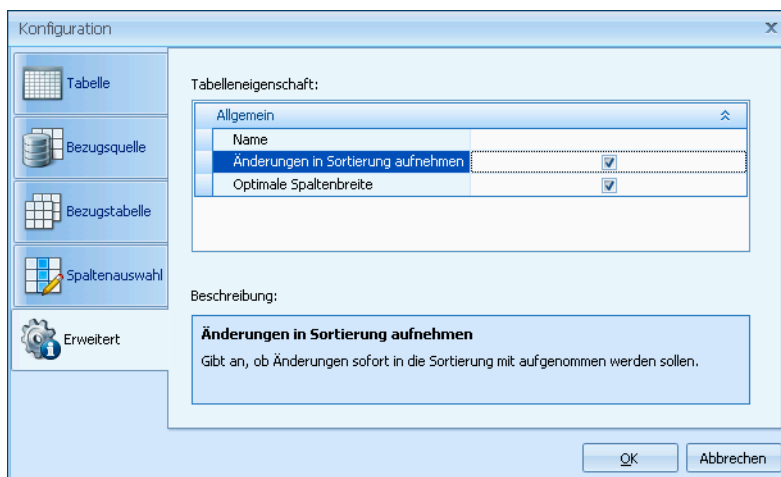 Konfiguration
Tabelle
Bezugsquelle
Bezugstabelle
Spaltenauswahl
Erweitert
Tabelleneigenschaft:
Allgemein
Name
Änderungen in Sortierung aufnehmen
Optimale Spaltenbreite
Beschreibung:
Änderungen in Sortierung aufnehmen
Gibt an, ob Änderungen sofort in die Sortierung mit aufgenommen werden sollen.
OK
Abbrechen